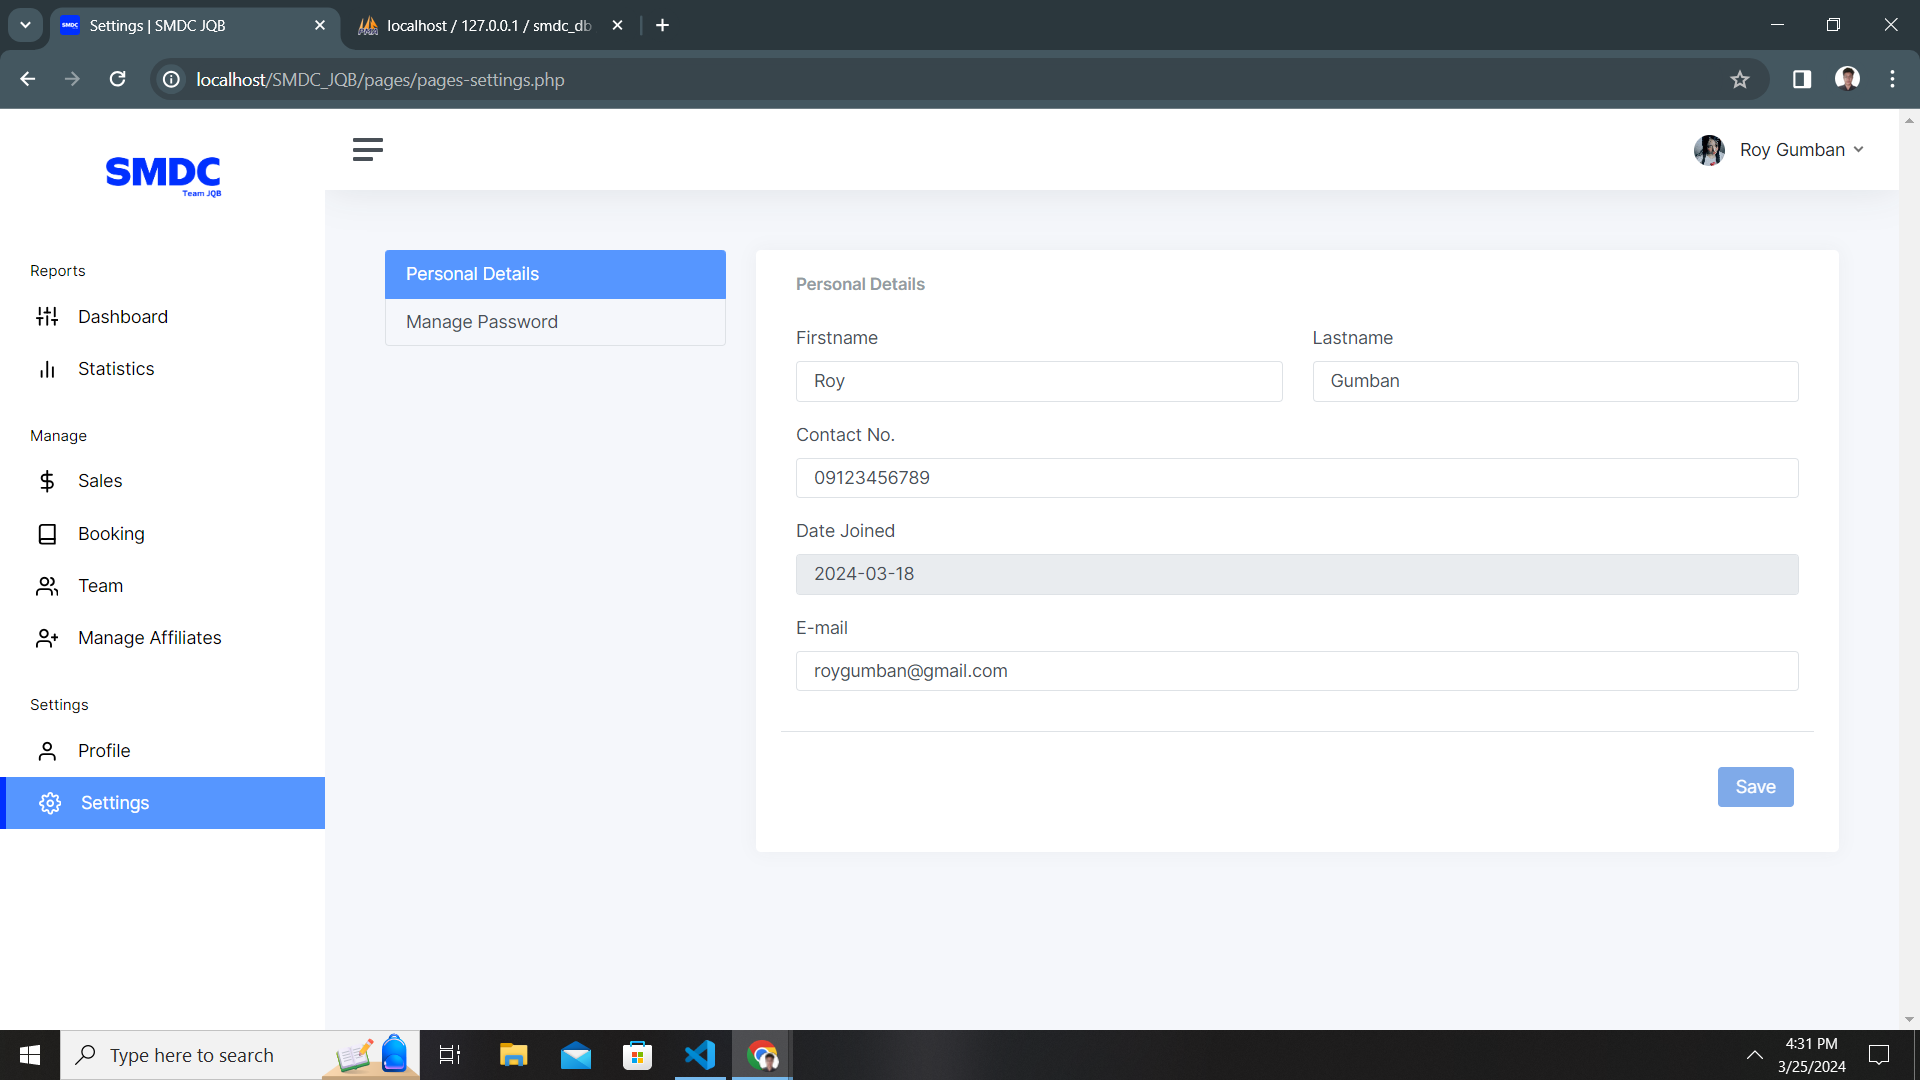 Settings | SMDC JQB
localhost / 127.0.0.1 / smdc_db
localhost/SMDC_JQB/pages/pages-settings.php
SMDC
Team JQB
Roy Gumban
Reports
Dashboard
Statistics
Manage
Sales
Booking
Team
Manage Affiliates
Settings
Profile
Settings
Personal Details
Manage Password
Personal Details
Firstname
Lastname
Roy
Gumban
Contact No.
09123456789
Date Joined
2024-03-18
E-mail
roygumban@gmail.com
Save
Type here to search
4:31 PM
3/25/2024